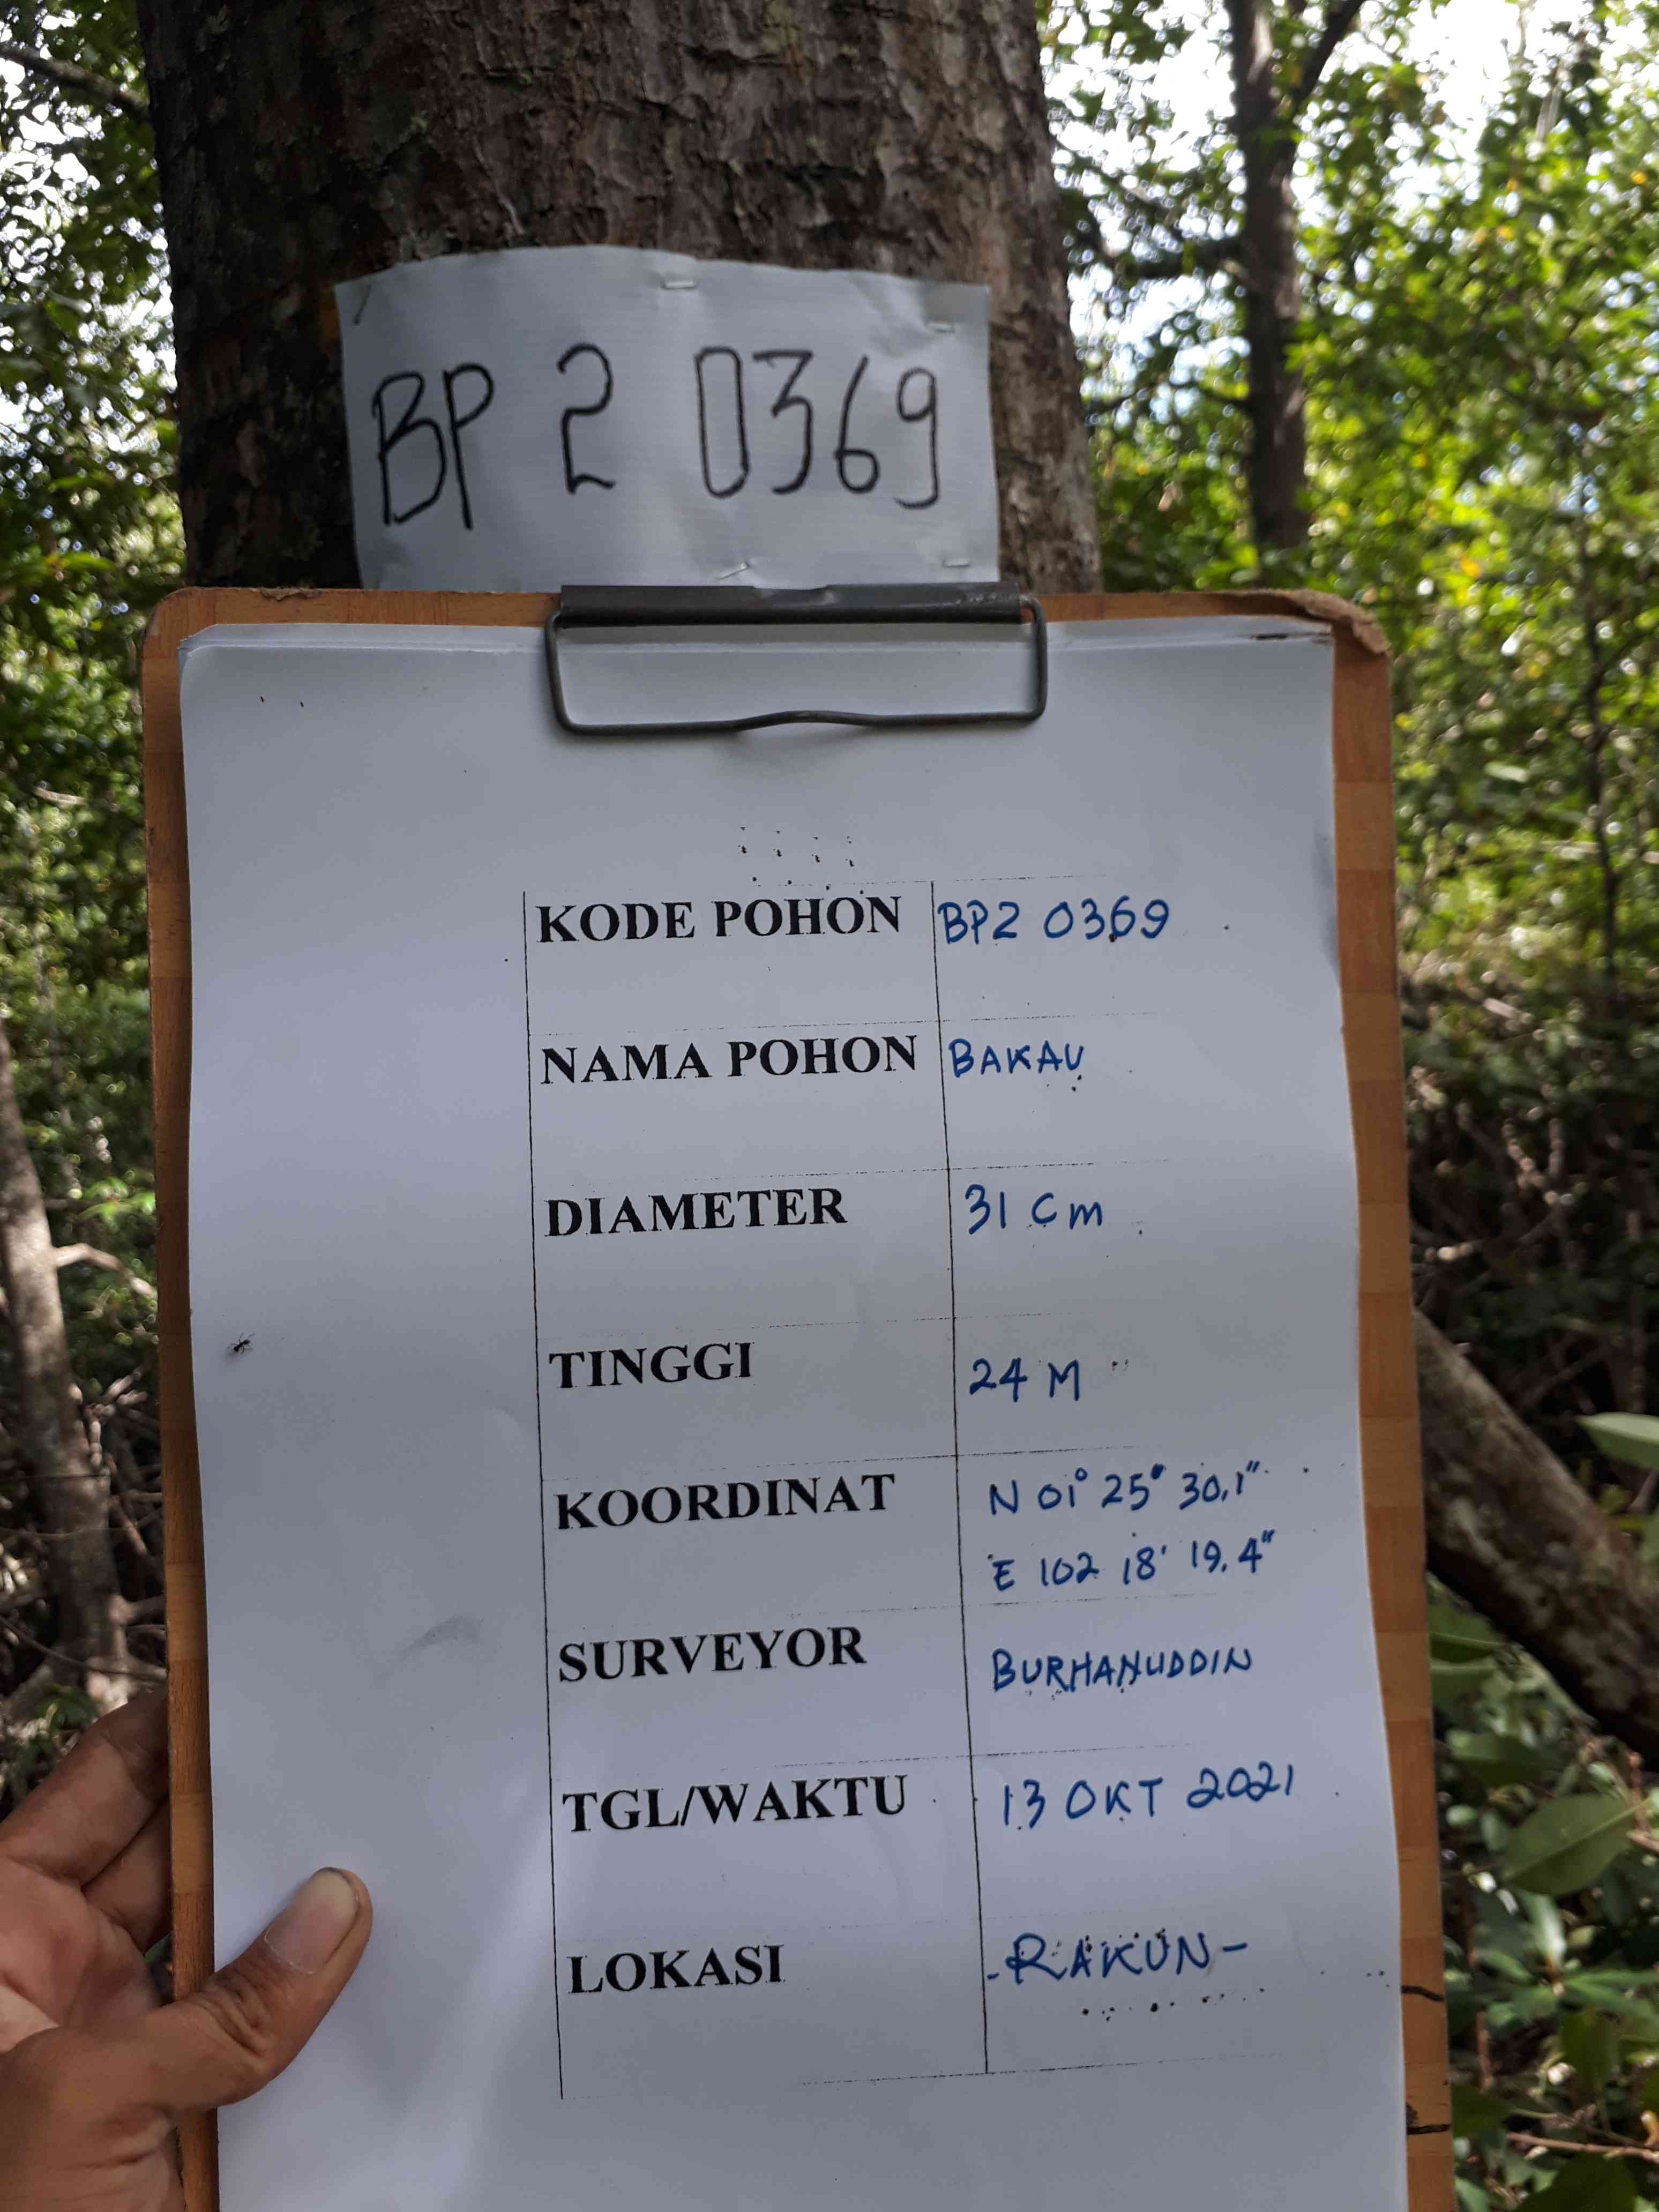 BP 2 0369
KODE POHON BP2 0369
NAMA POHON BAKAU
DIAMETER 31 Cm
TINGGI 24 M
KOORDINAT N 01° 25" 30,1"
E 102 18' 19.4"
SURVEYOR BURHANUDDIN
TGL/WAKTU 13 OKT 2021
LOKASI -RAKUN-